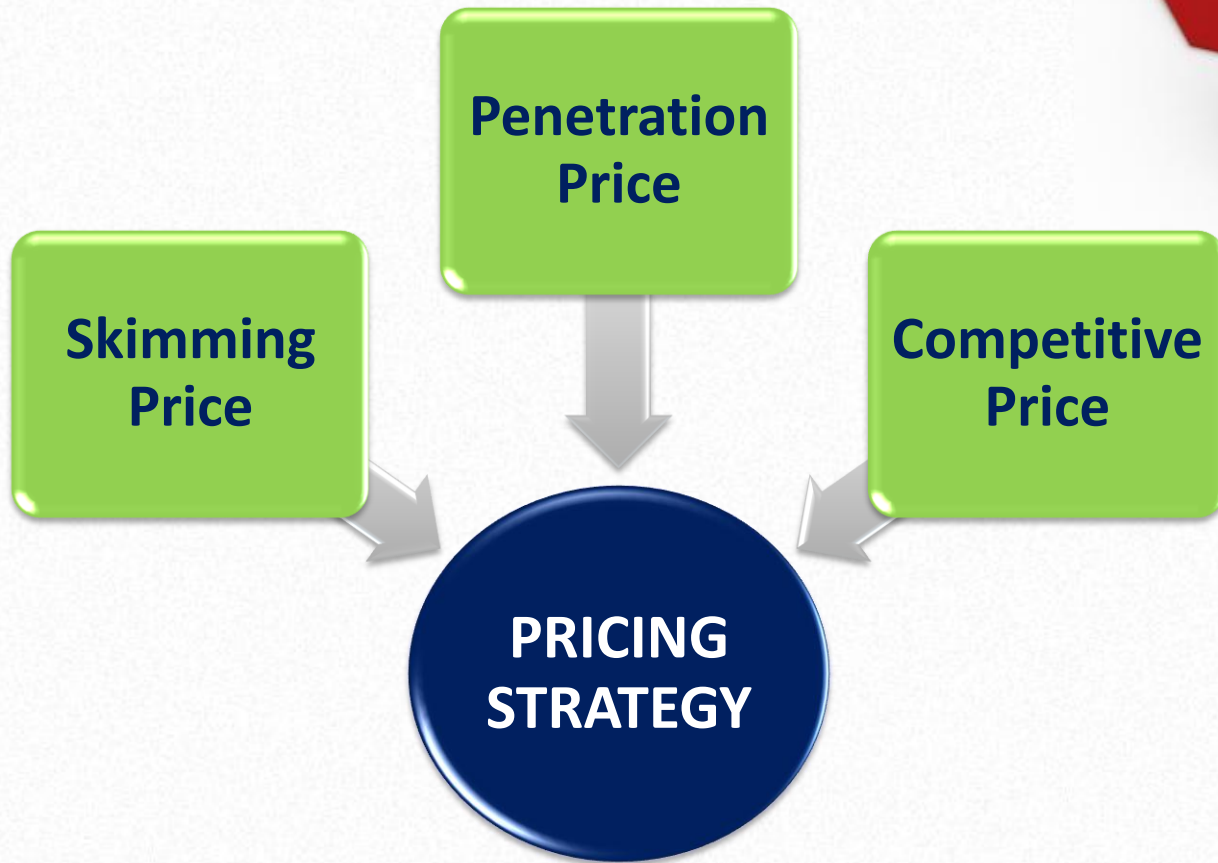 Penetration
Price
Skimming
Price
Competitive
Price
PRICING
STRATEGY